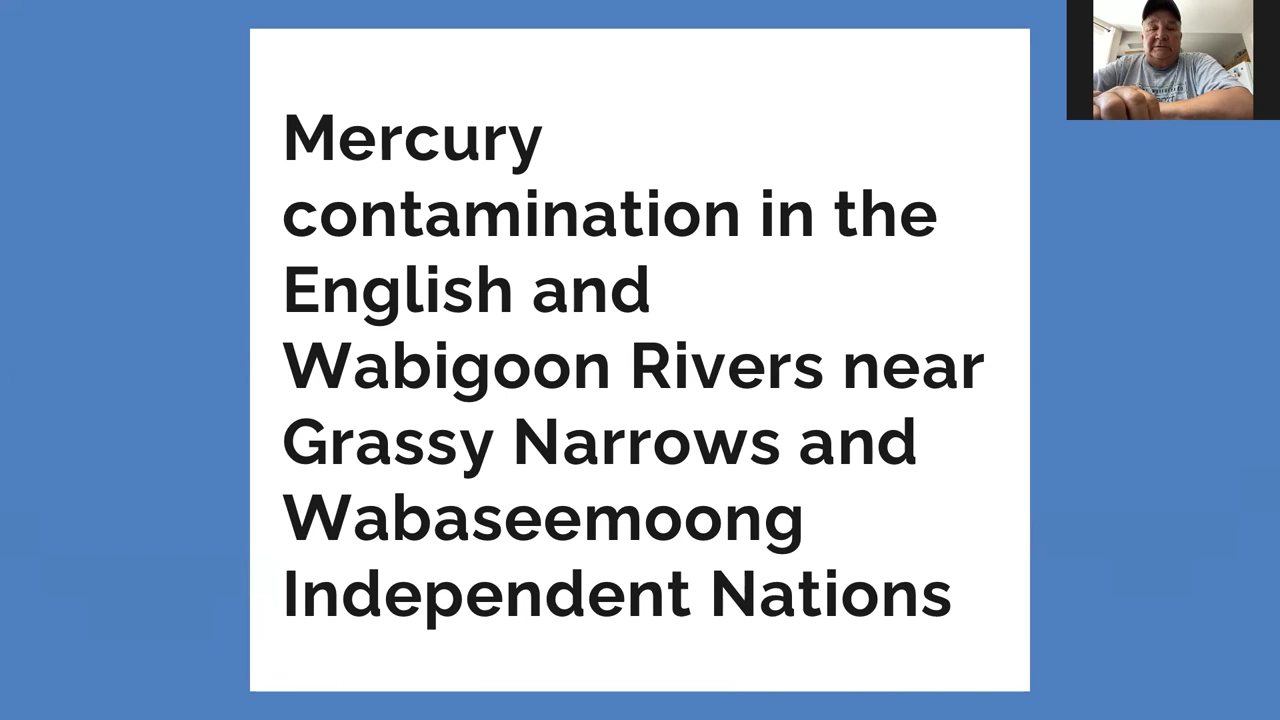 Mercury
contamination in the
English and
Wabigoon Rivers near
Grassy Narrows and
Wabaseemoong
Independent Nations